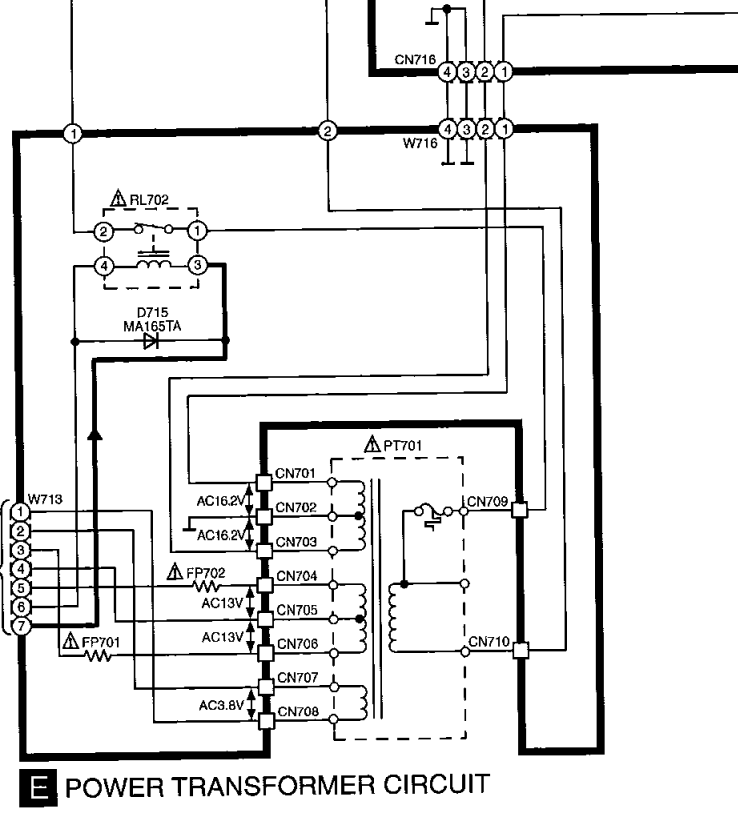 CN716
4 3 2 1
1
2
4 3 2 1
W716
⚠ RL702
2
1
4
3
D715
MA165TA
⚠ PT701
W713
1
2
3
4
5
6
7
CN701
AC16.2V
CN702
AC16.2V
CN703
CN709
⚠ FP702
CN704
AC13V
CN705
AC13V
⚠ FP701
CN706
CN710
CN707
AC3.8V
CN708
E POWER TRANSFORMER CIRCUIT